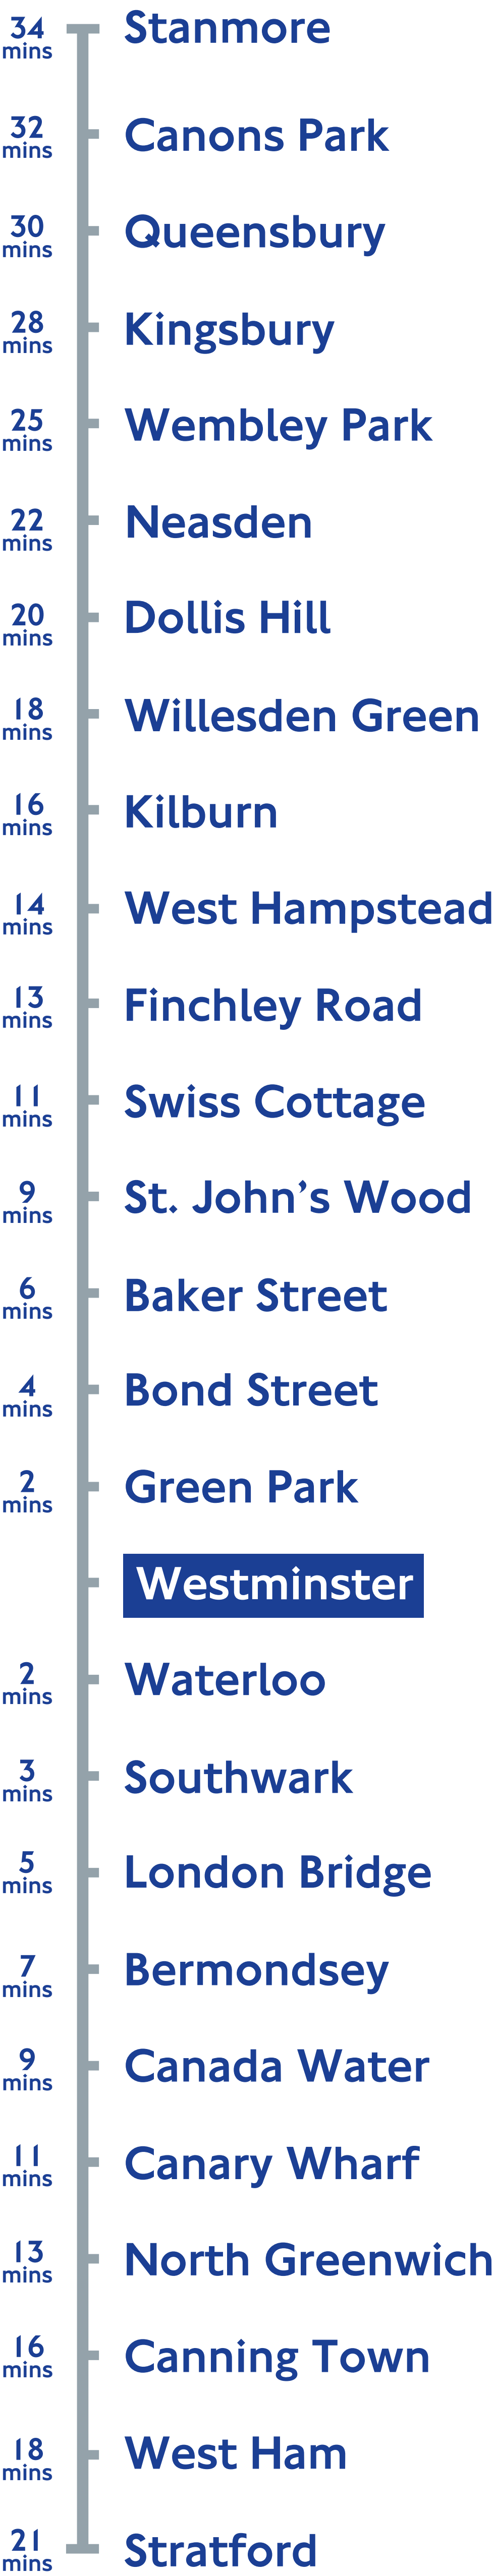 34 Stanmore
mins
32 Canons Park
mins
30 Queensbury
mins
28 Kingsbury
mins
25 Wembley Park
mins
22 Neasden
mins
20 Dollis Hill
mins
18 Willesden Green
mins
16 Kilburn
mins
14 West Hampstead
mins
13 Finchley Road
mins
11 Swiss Cottage
mins
9 St. John’s Wood
mins
6 Baker Street
mins
4 Bond Street
mins
2 Green Park
mins
Westminster
2 Waterloo
mins
3 Southwark
mins
5 London Bridge
mins
7 Bermondsey
mins
9 Canada Water
mins
11 Canary Wharf
mins
13 North Greenwich
mins
16 Canning Town
mins
18 West Ham
mins
21 Stratford
mins